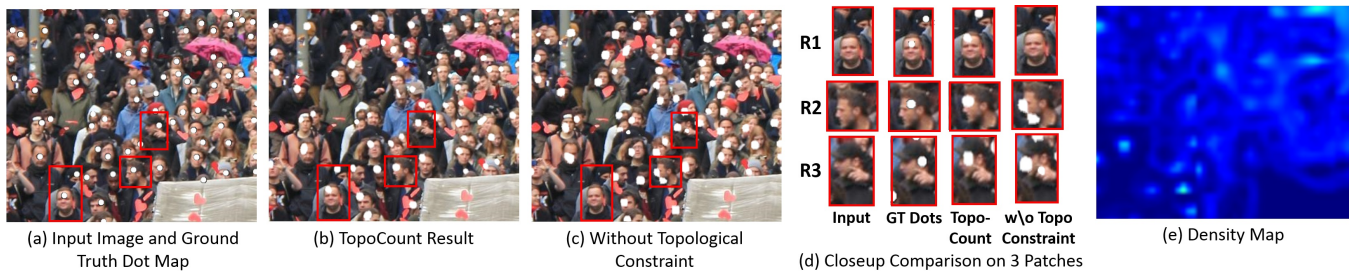 R1
R2
R3
Input
GT Dots
Topo-
Count
w\o Topo
Constraint
(a) Input Image and Ground
Truth Dot Map
(b) TopoCount Result
(c) Without Topological
Constraint
(d) Closeup Comparison on 3 Patches
(e) Density Map